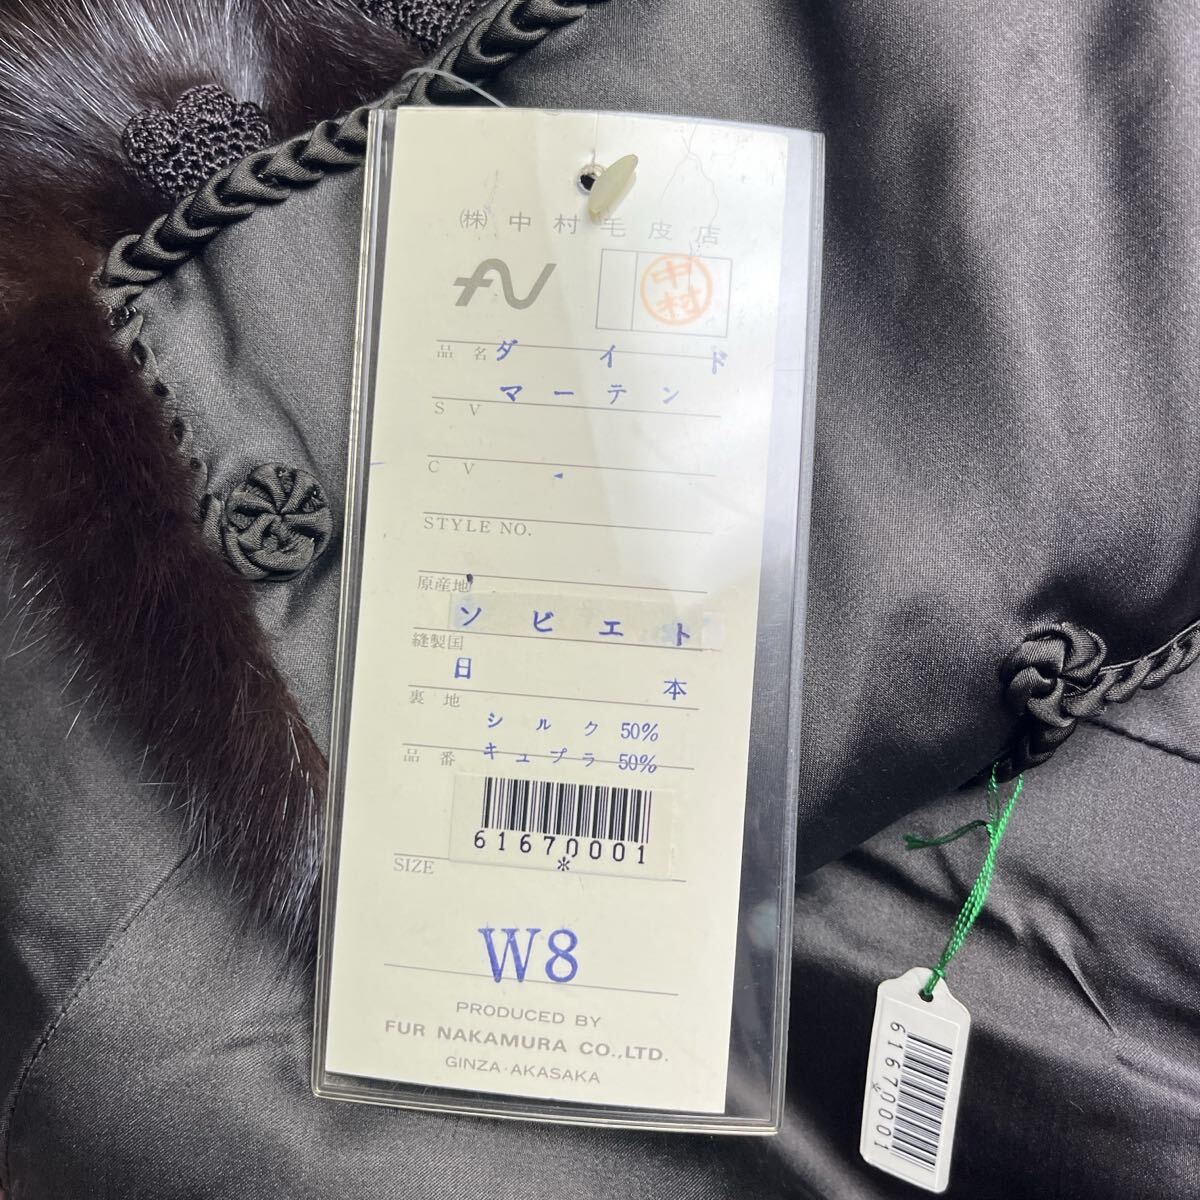 ㈱中村毛皮店
中村
品名 ダイド
マーテン
SV
CV
STYLE NO.
原産地
ソビエト
縫製国
日本
裏地
シルク 50%
品番 キュプラ 50%
61670001
*
SIZE
W8
PRODUCED BY
FUR NAKAMURA CO.,LTD.
GINZA・AKASAKA
61670001
*